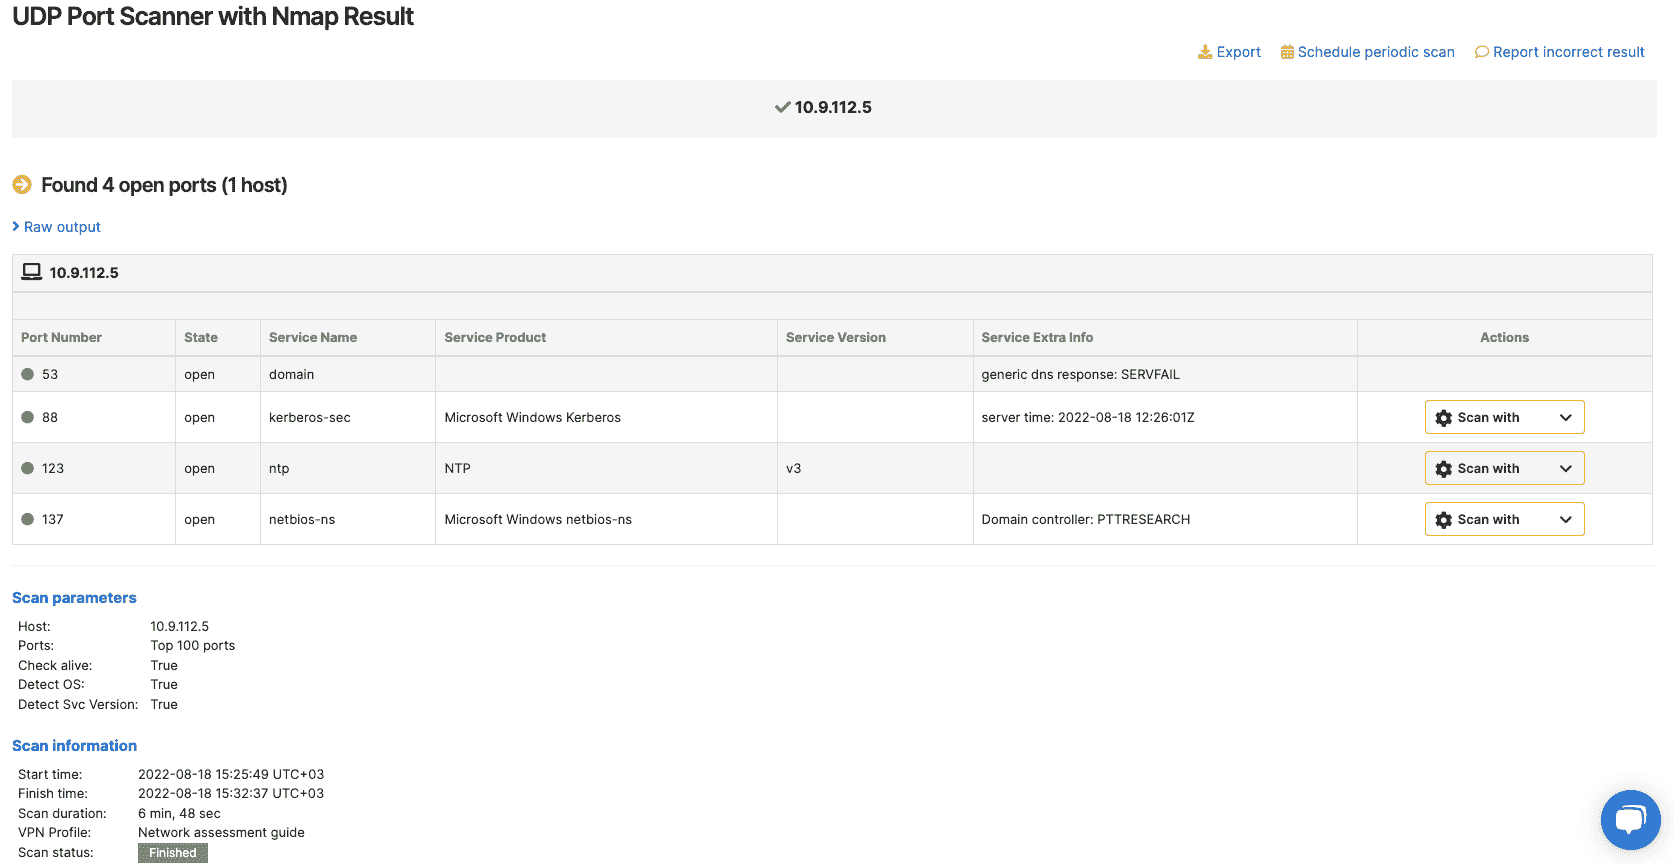 UDP Port Scanner with Nmap Result
Export Schedule periodic scan Report incorrect result
10.9.112.5
Found 4 open ports (1 host)
Raw output
10.9.112.5
Port Number State Service Name Service Product Service Version Service Extra Info Actions
53 open domain generic dns response: SERVFAIL
88 open kerberos-sec Microsoft Windows Kerberos server time: 2022-08-18 12:26:01Z Scan with
123 open ntp NTP v3 Scan with
137 open netbios-ns Microsoft Windows netbios-ns Domain controller: PTTRESEARCH Scan with
Scan parameters
Host: 10.9.112.5
Ports: Top 100 ports
Check alive: True
Detect OS: True
Detect Svc Version: True
Scan information
Start time: 2022-08-18 15:25:49 UTC+03
Finish time: 2022-08-18 15:32:37 UTC+03
Scan duration: 6 min, 48 sec
VPN Profile: Network assessment guide
Scan status: Finished